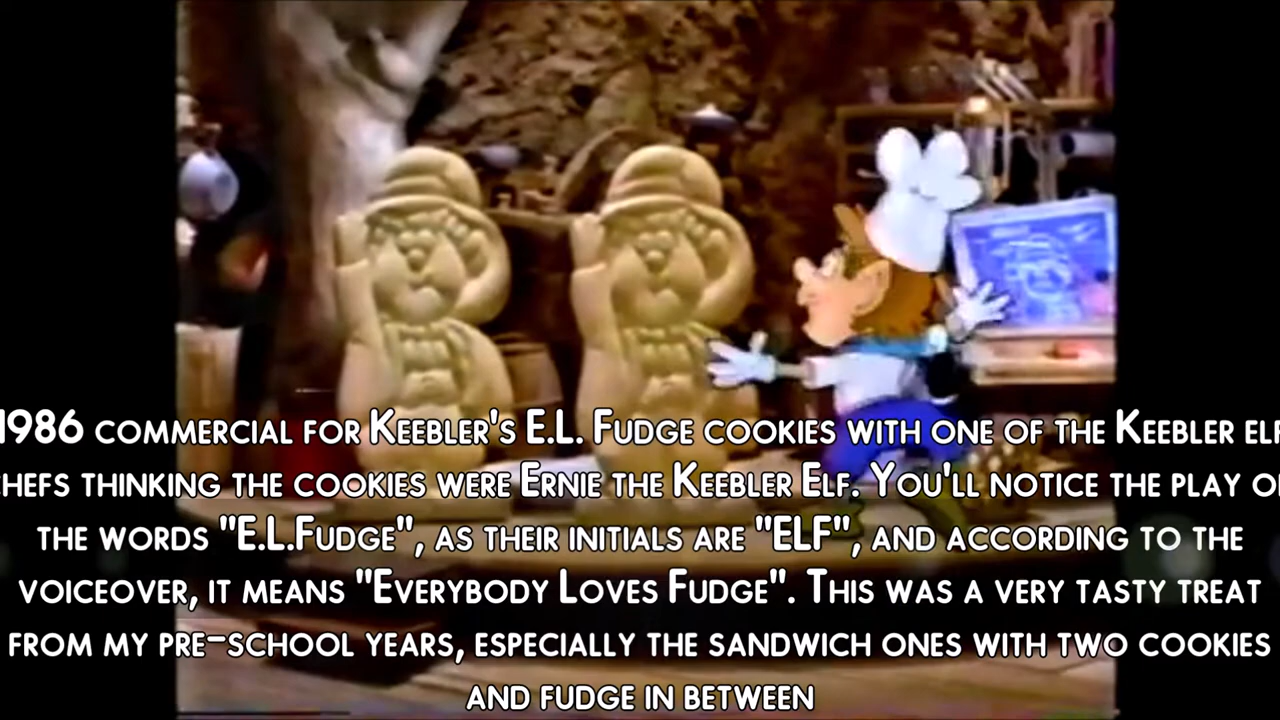 1986 commercial for Keebler's E.L. Fudge cookies with one of the Keebler elf
chefs thinking the cookies were Ernie the Keebler Elf. You'll notice the play on
the words "E.L.Fudge", as their initials are "ELF", and according to the
voiceover, it means "Everybody Loves Fudge". This was a very tasty treat
from my pre-school years, especially the sandwich ones with two cookies
and fudge in between